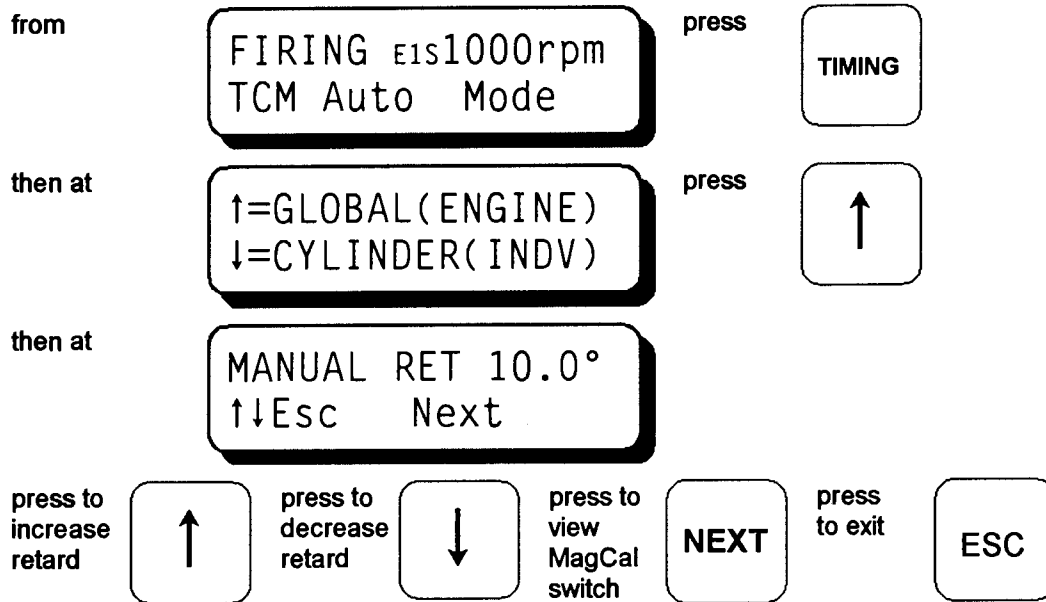 from
FIRING E1S1000rpm
TCM Auto Mode
press
TIMING
then at
↑=GLOBAL(ENGINE)
↓=CYLINDER(INDV)
press
↑
then at
MANUAL RET 10.0°
↑↓Esc Next
press to
increase
retard
↑
press to
decrease
retard
↓
press to
view
MagCal
switch
NEXT
press
to exit
ESC